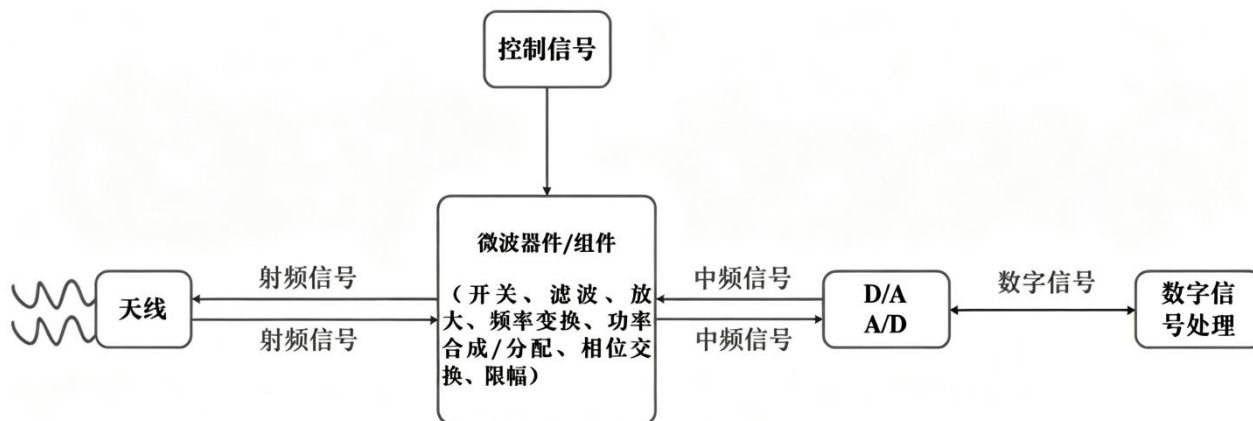 控制信号
微波器件/组件
（开关、滤波、放
大、频率变换、功率
合成/分配、相位交
换、限幅）
天线
射频信号
射频信号
中频信号
中频信号
D/A
A/D
数字信号
数字信
号处理